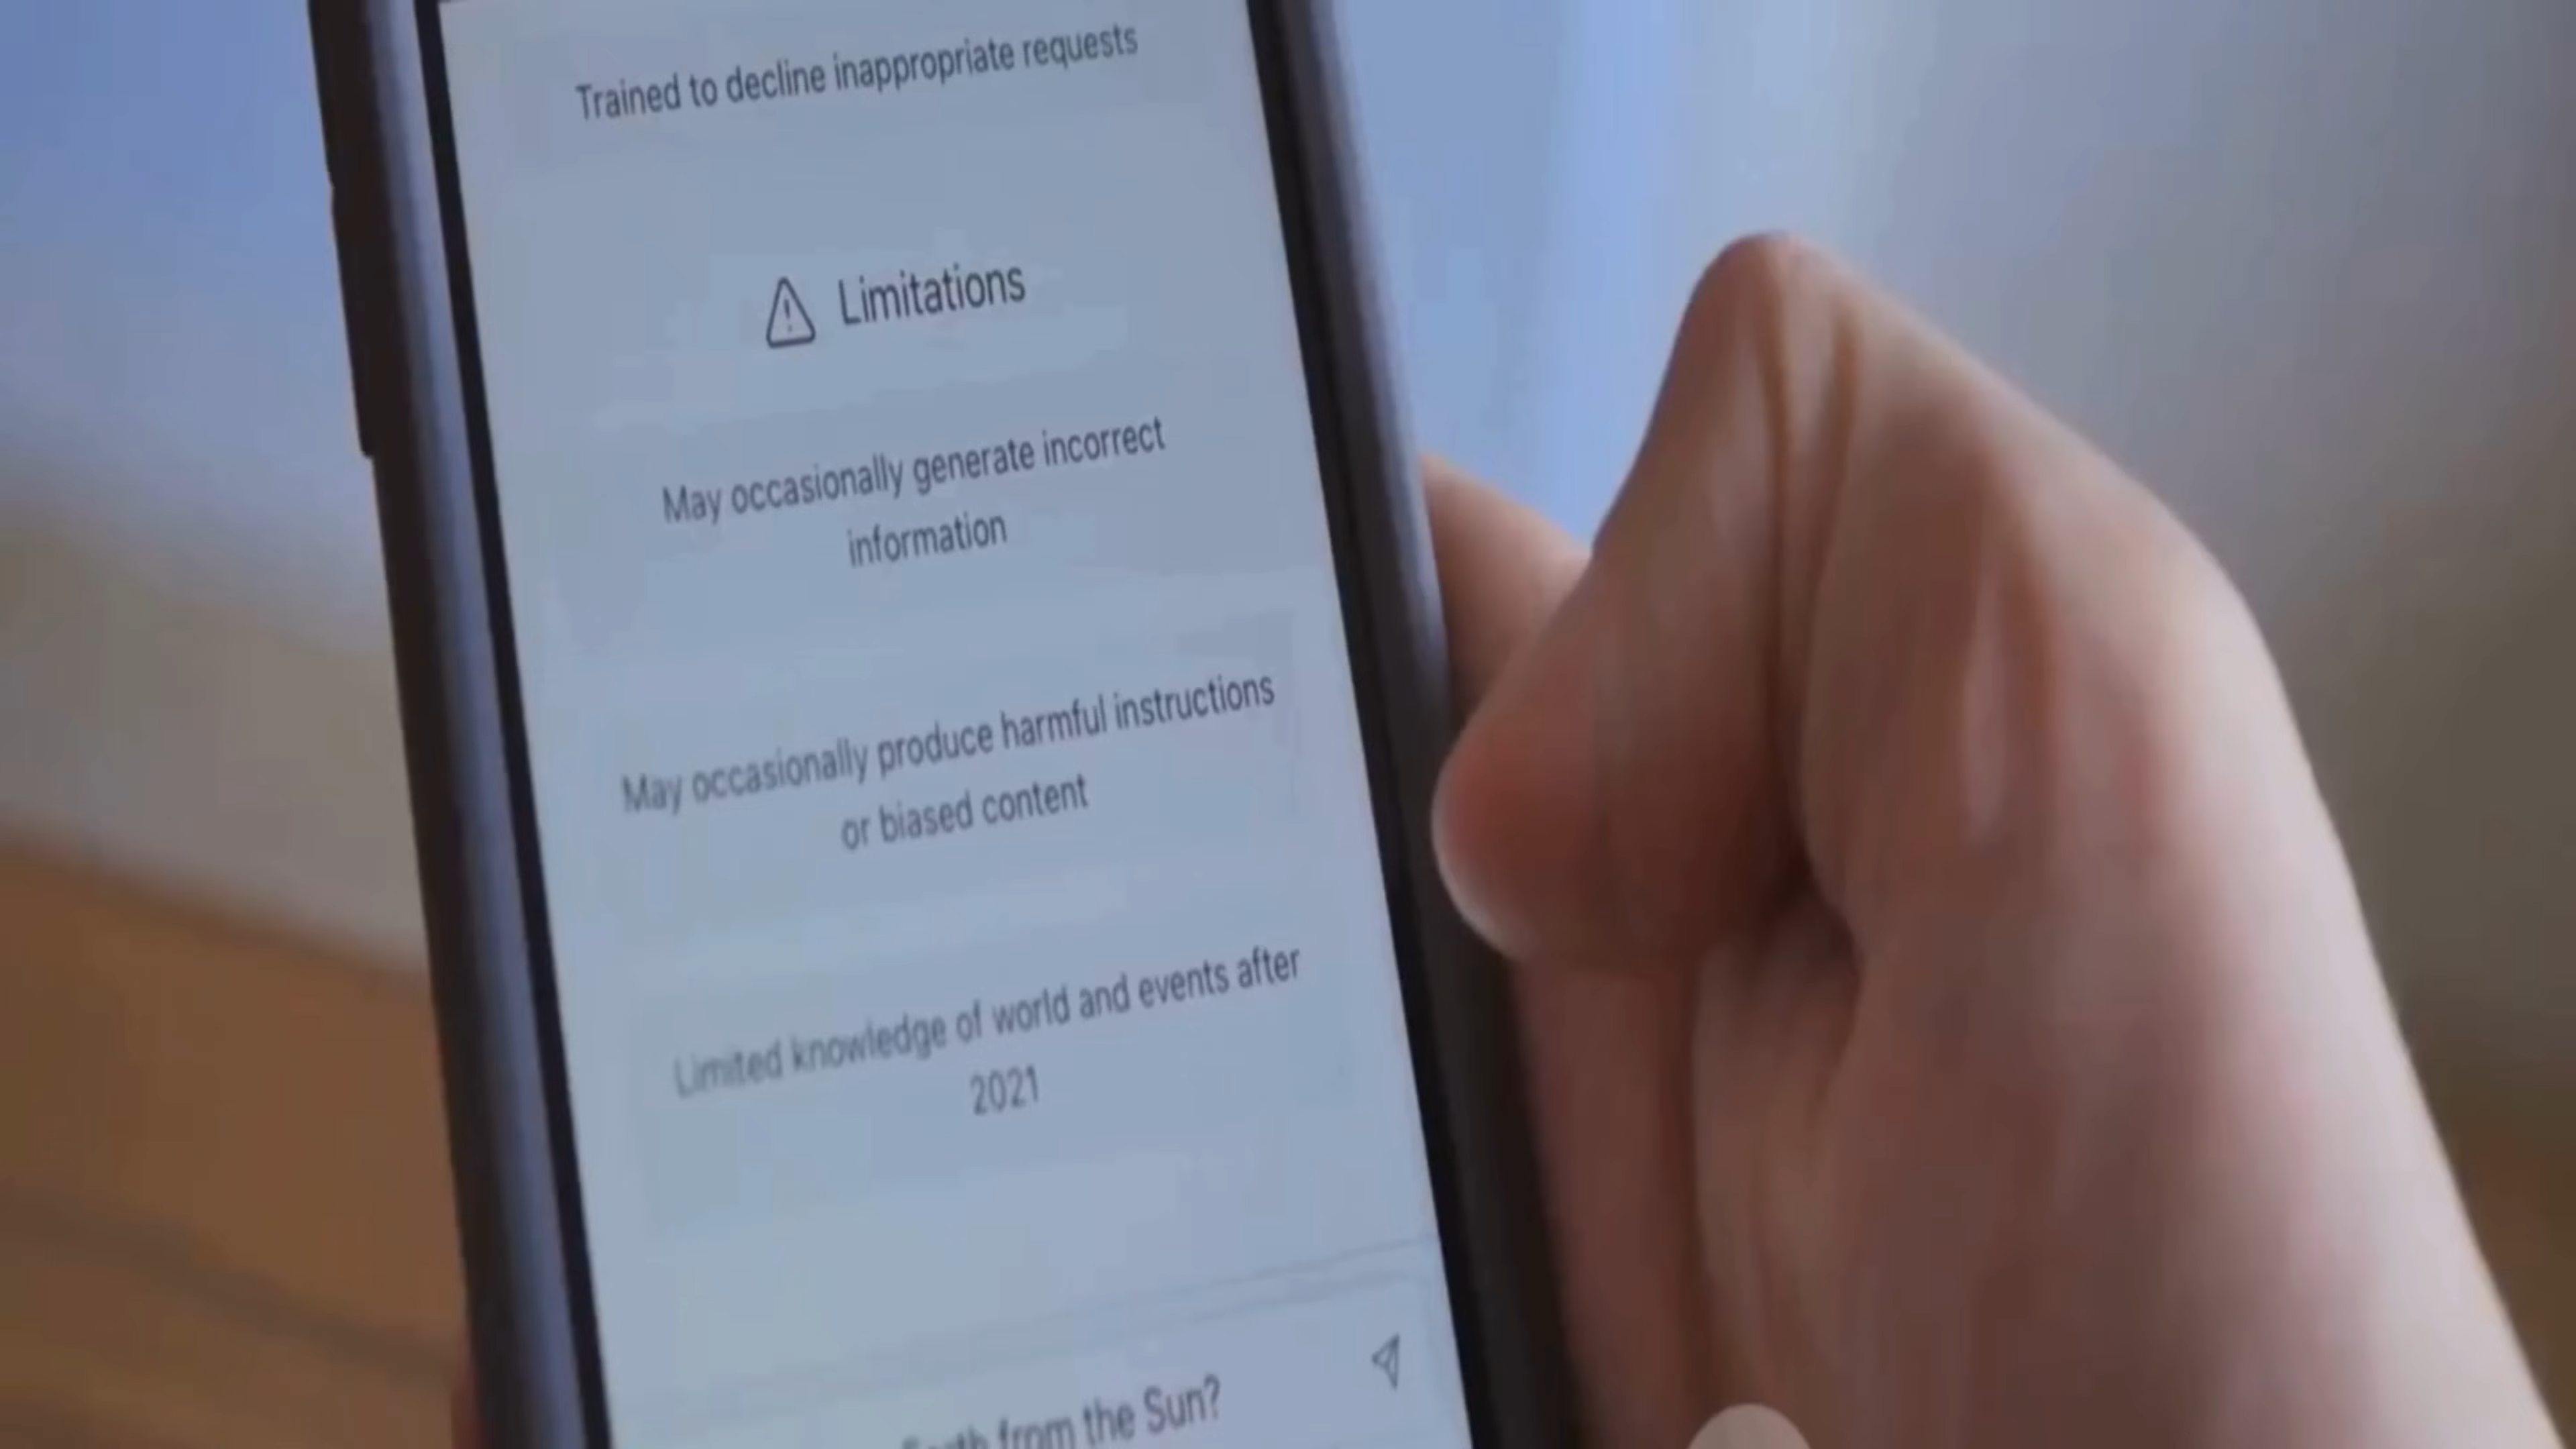 Trained to decline inappropriate requests
Limitations
May occasionally generate incorrect
information
May occasionally produce harmful instructions
or biased content
Limited knowledge of world and events after
2021
from the Sun?